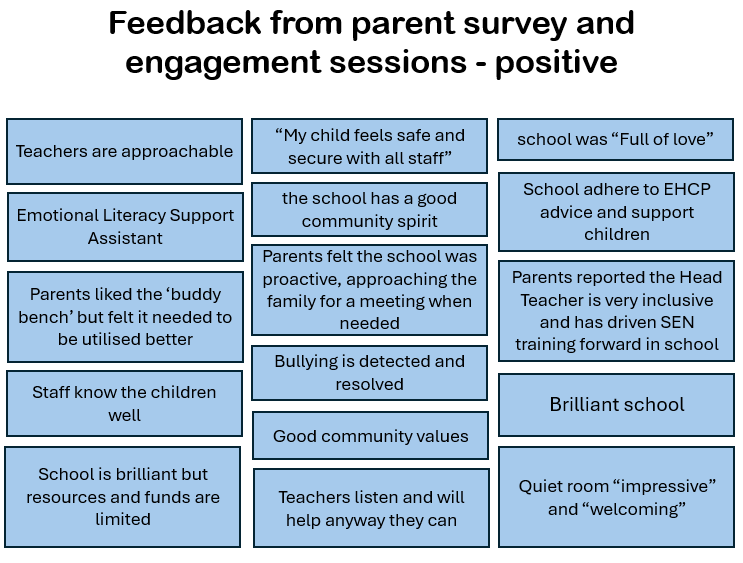 Feedback from parent survey and
engagement sessions - positive
Teachers are approachable
Emotional Literacy Support
Assistant
Parents liked the ‘buddy
bench’ but felt it needed to
be utilised better
Staff know the children
well
School is brilliant but
resources and funds are
limited
“My child feels safe and
secure with all staff”
the school has a good
community spirit
Parents felt the school was
proactive, approaching the
family for a meeting when
needed
Bullying is detected and
resolved
Good community values
Teachers listen and will
help anyway they can
school was “Full of love”
School adhere to EHCP
advice and support
children
Parents reported the Head
Teacher is very inclusive
and has driven SEN
training forward in school
Brilliant school
Quiet room “impressive”
and “welcoming”